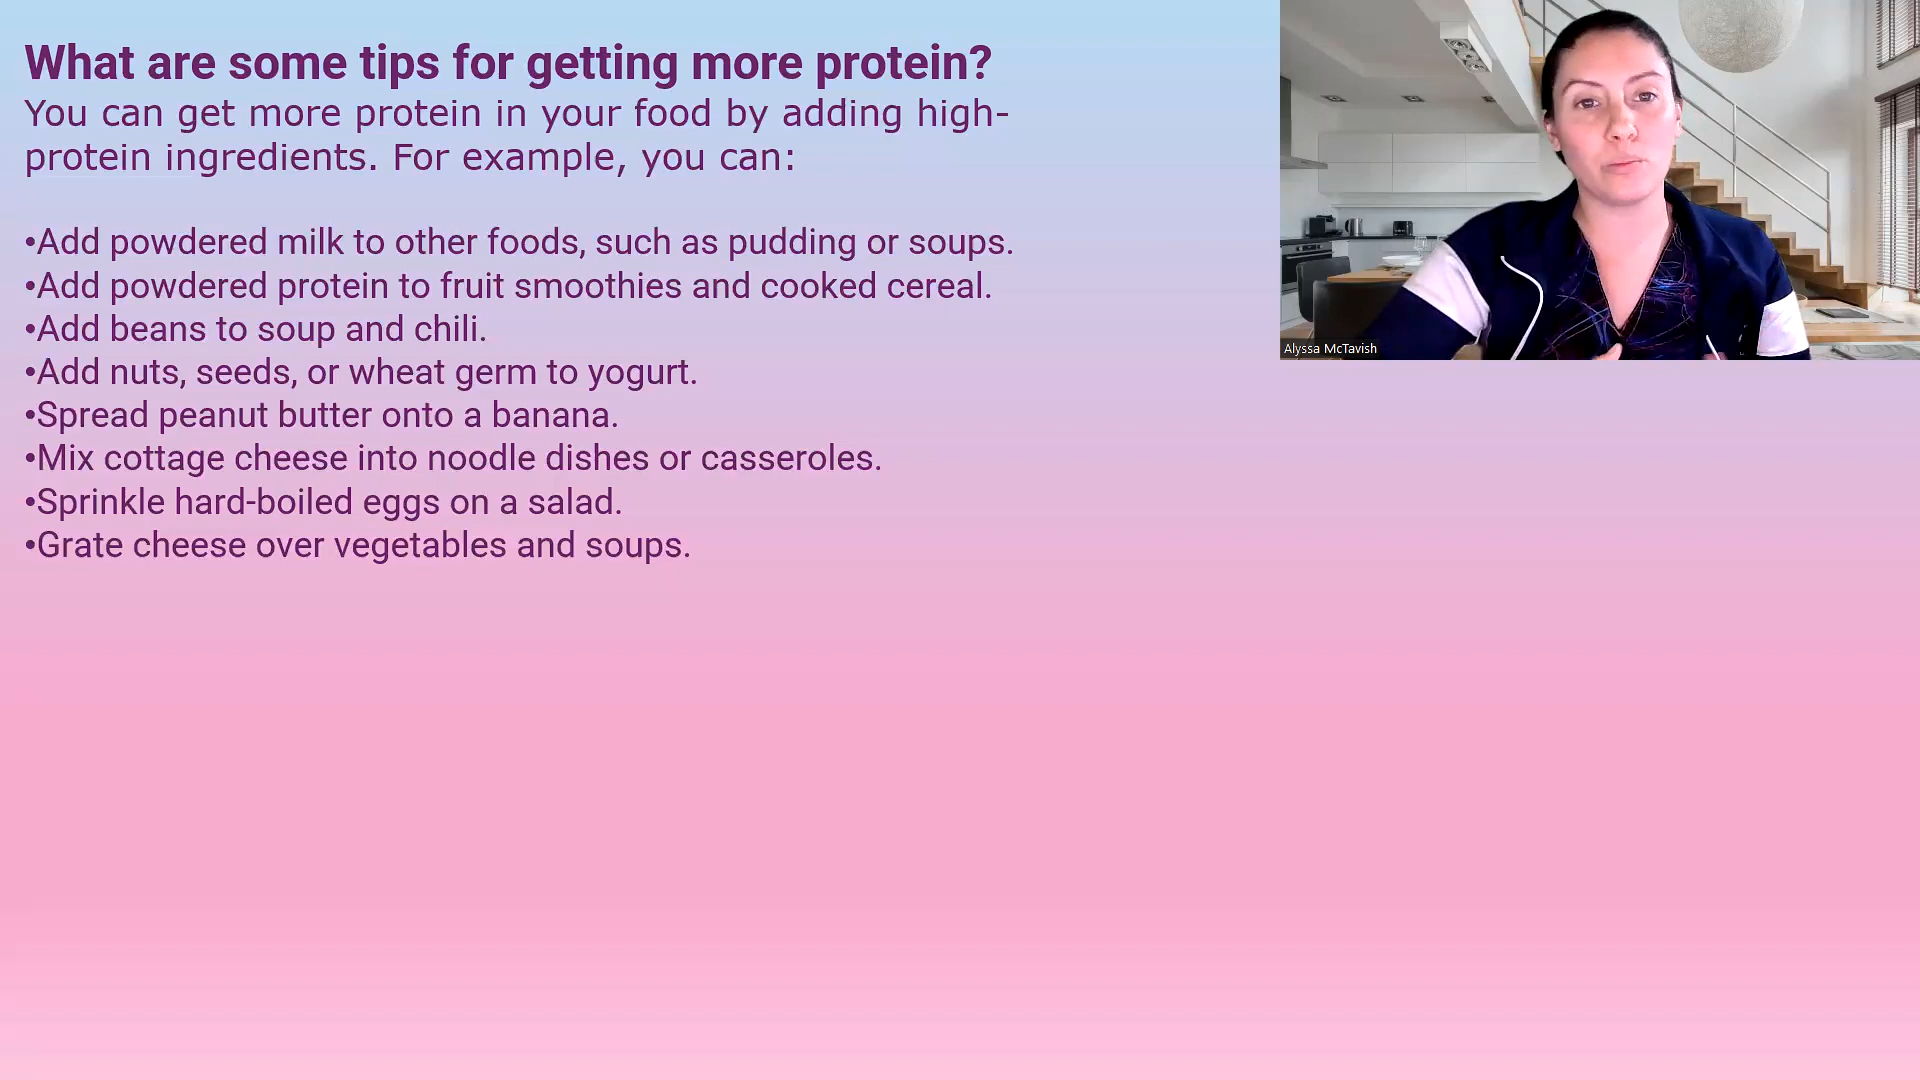 What are some tips for getting more protein?
You can get more protein in your food by adding high-
protein ingredients. For example, you can:
•Add powdered milk to other foods, such as pudding or soups.
•Add powdered protein to fruit smoothies and cooked cereal.
•Add beans to soup and chili.
•Add nuts, seeds, or wheat germ to yogurt.
•Spread peanut butter onto a banana.
•Mix cottage cheese into noodle dishes or casseroles.
•Sprinkle hard-boiled eggs on a salad.
•Grate cheese over vegetables and soups.
Alyssa McTavish